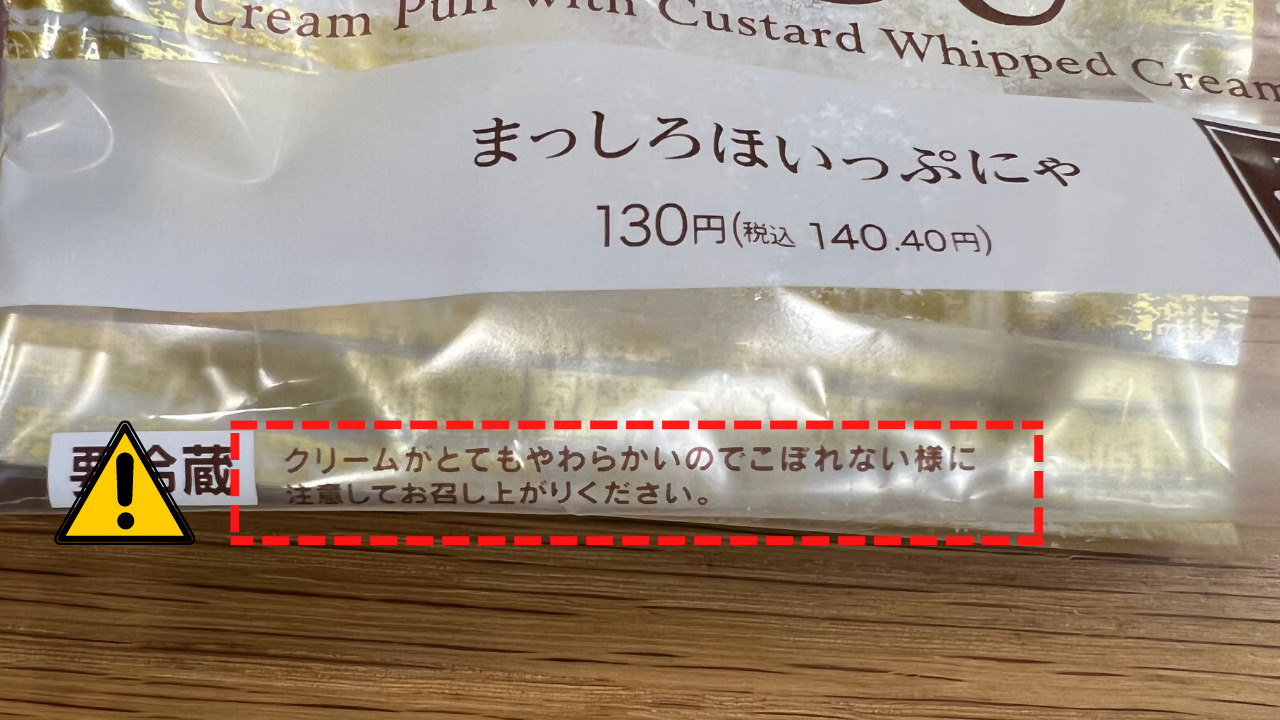 Cream Puff with Custard Whipped Cream
まっしろほいっぷにゃ
130円(税込 140.40円)
要冷蔵
クリームがとてもやわらかいのでこぼれない様に
注意してお召し上がりください。